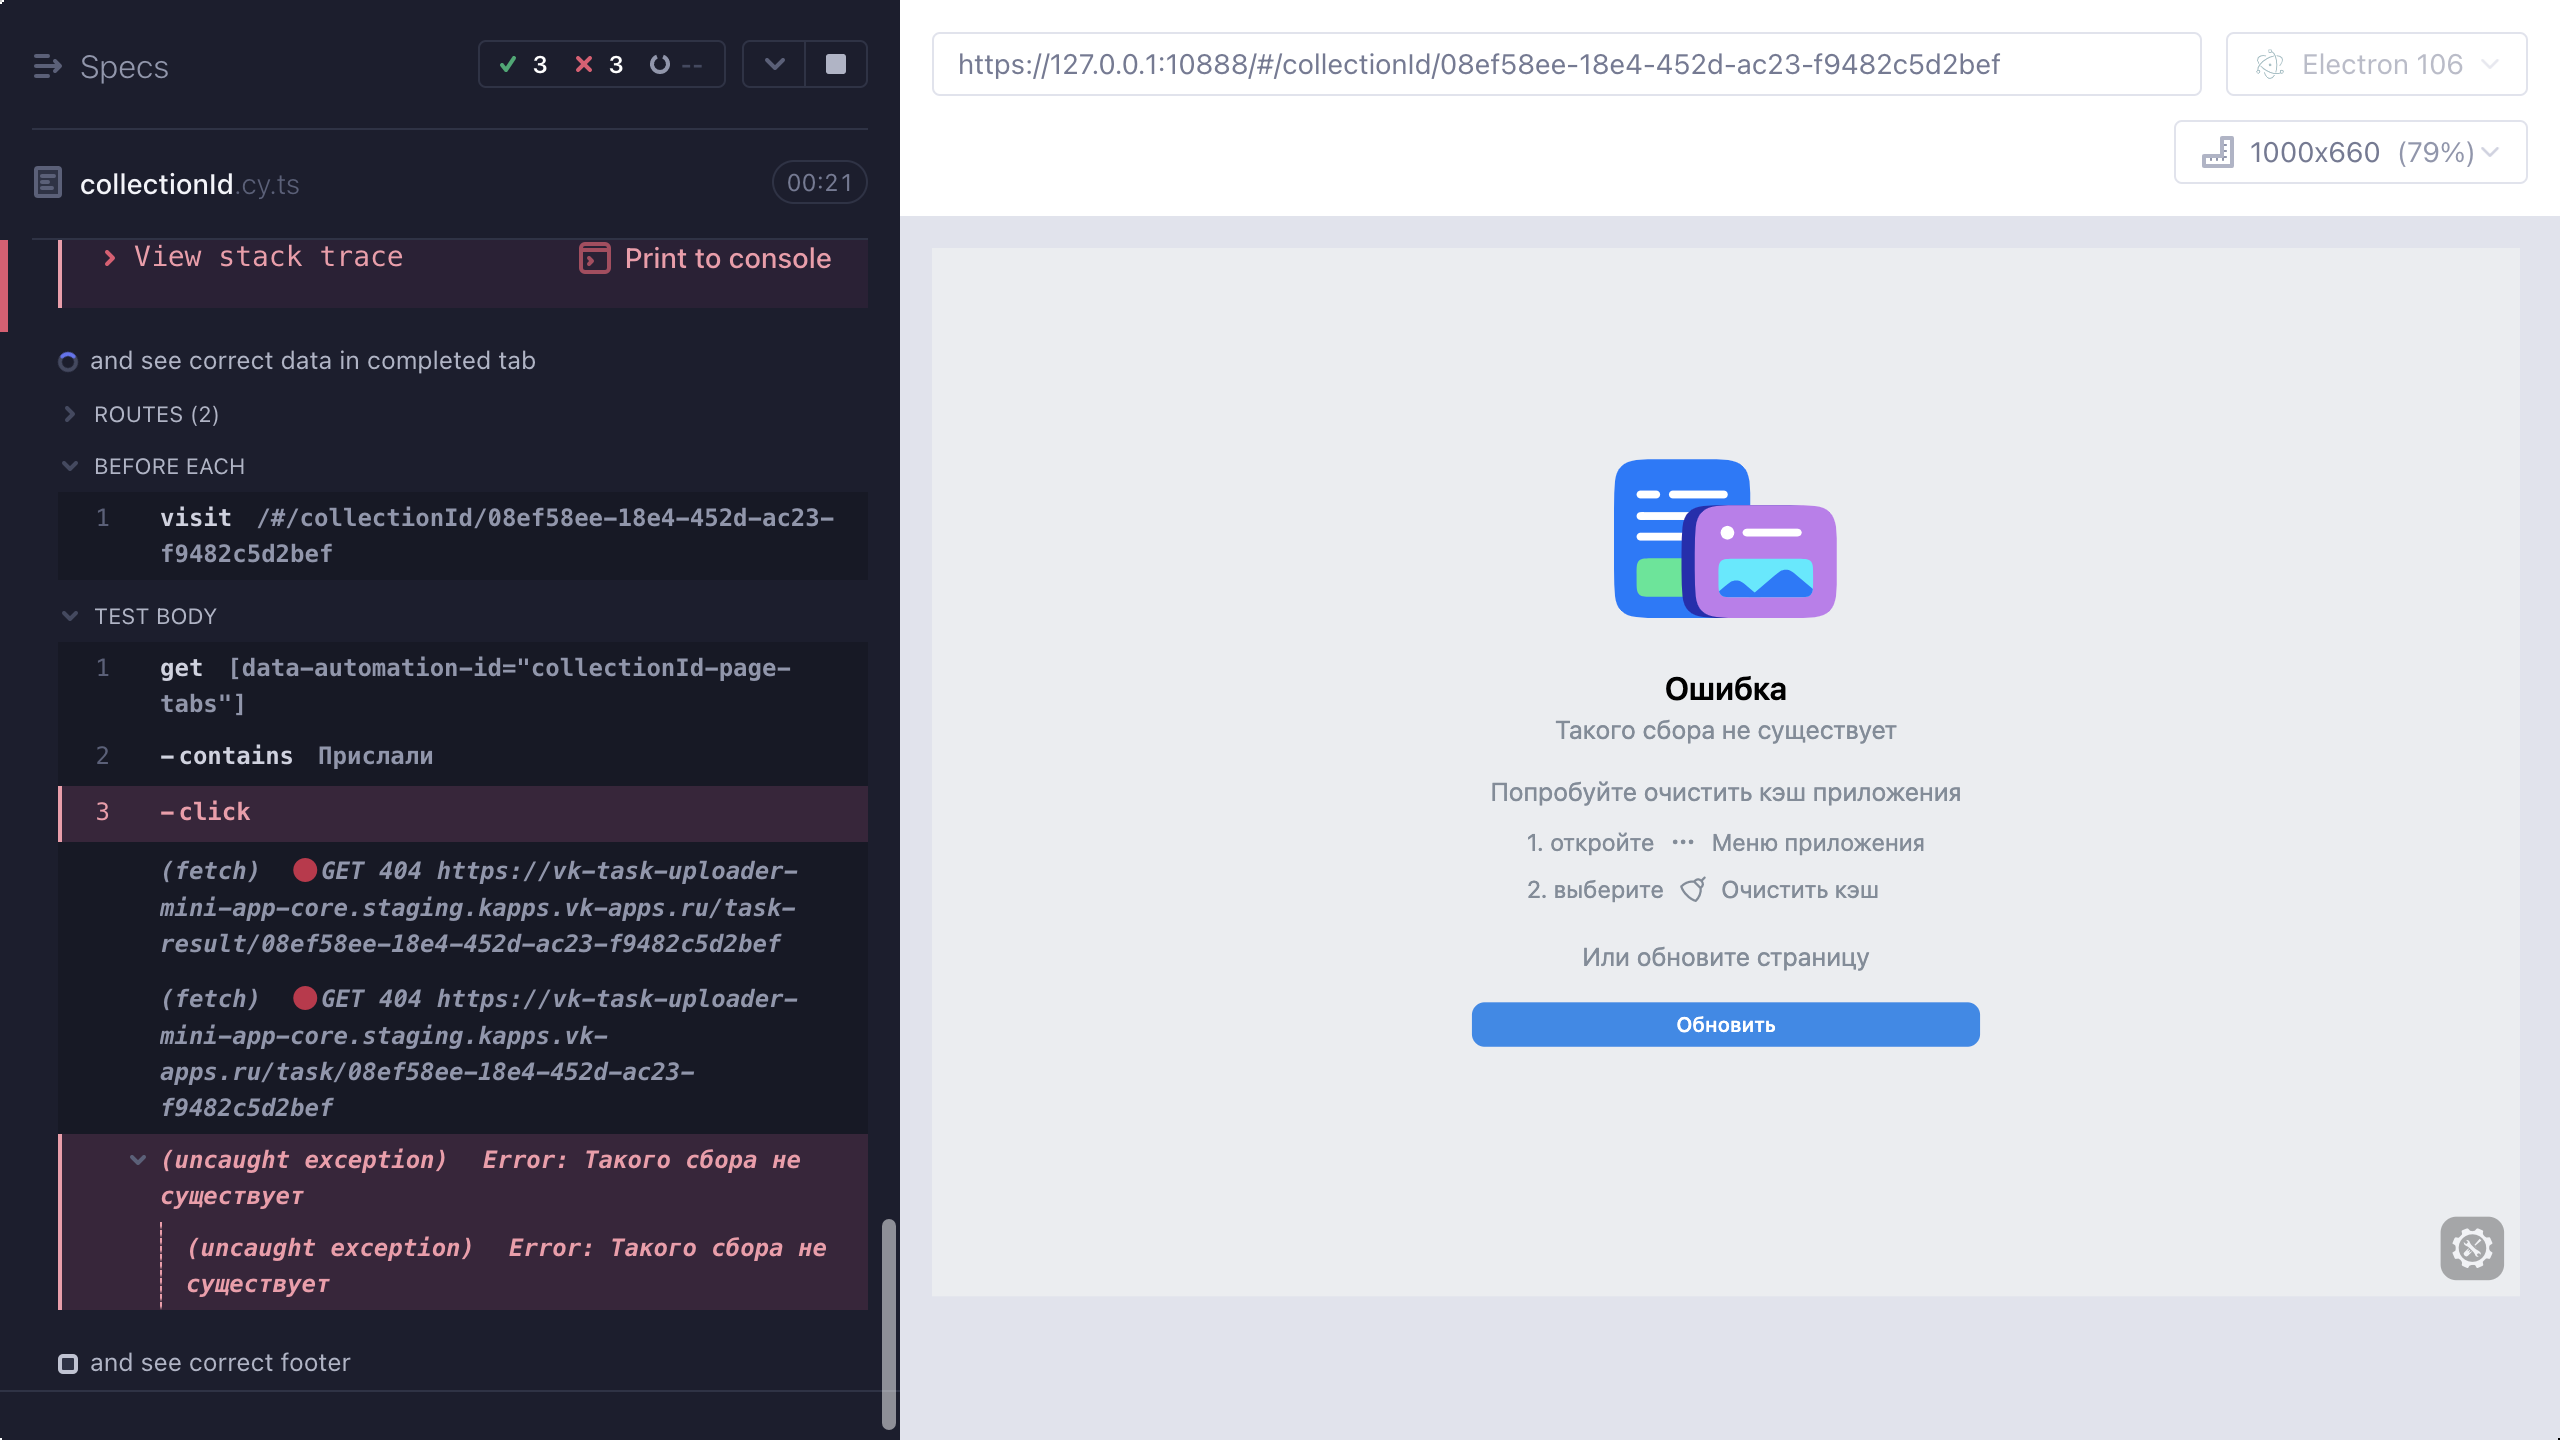 Specs
3 3 --
collectionId.cy.ts
00:21
View stack trace
Print to console
and see correct data in completed tab
ROUTES (2)
BEFORE EACH
1 visit /#/collectionId/08ef58ee-18e4-452d-ac23-
f9482c5d2bef
TEST BODY
1 get [data-automation-id="collectionId-page-
tabs"]
2 -contains Прислали
3 -click
(fetch) GET 404 https://vk-task-uploader-
mini-app-core.staging.kapps.vk-apps.ru/task-
result/08ef58ee-18e4-452d-ac23-f9482c5d2bef
(fetch) GET 404 https://vk-task-uploader-
mini-app-core.staging.kapps.vk-
apps.ru/task/08ef58ee-18e4-452d-ac23-
f9482c5d2bef
(uncaught exception) Error: Такого сбора не
существует
(uncaught exception) Error: Такого сбора не
существует
and see correct footer
https://127.0.0.1:10888/#/collectionId/08ef58ee-18e4-452d-ac23-f9482c5d2bef
Electron 106
1000x660 (79%)
Ошибка
Такого сбора не существует
Попробуйте очистить кэш приложения
1. откройте ··· Меню приложения
2. выберите Очистить кэш
Или обновите страницу
Обновить